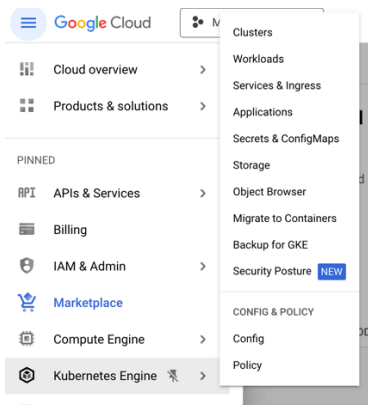 Google Cloud
M
Cloud overview
Products & solutions
PINNED
API APIs & Services
Billing
IAM & Admin
Marketplace
Compute Engine
Kubernetes Engine
Clusters
Workloads
Services & Ingress
Applications
Secrets & ConfigMaps
Storage
Object Browser
Migrate to Containers
Backup for GKE
Security Posture NEW
CONFIG & POLICY
Config
Policy